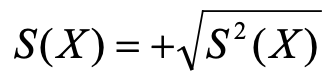 S(X) = +√S²(X)